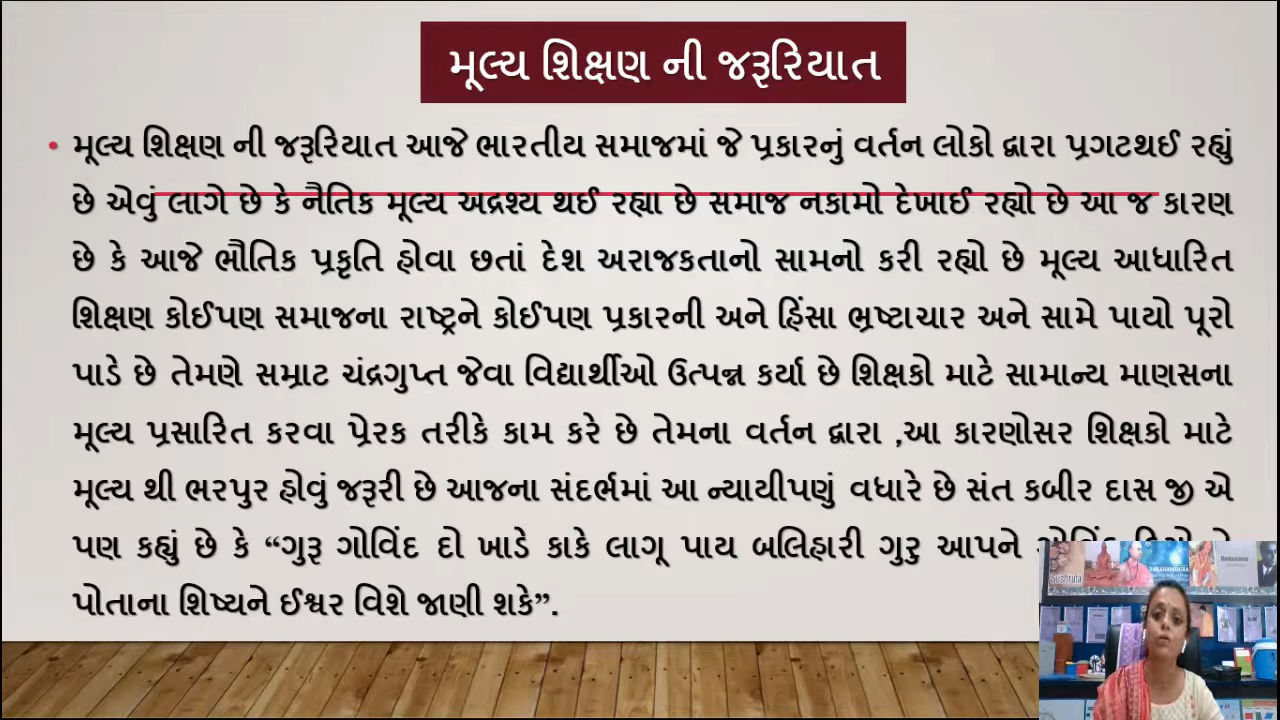 મૂલ્ય શિક્ષણ ની જરૂરિયાત
• મૂલ્ય શિક્ષણ ની જરૂરિયાત આજે ભારતીય સમાજમાં જે પ્રકારનું વર્તન લોકો દ્વારા પ્રગટથઈ રહ્યું
છે એવું લાગે છે કે નૈતિક મૂલ્ય અદ્રશ્ય થઈ રહ્યા છે સમાજ નકામો દેખાઈ રહ્યો છે આ જ કારણ
છે કે આજે ભૌતિક પ્રકૃતિ હોવા છતાં દેશ અરાજકતાનો સામનો કરી રહ્યો છે મૂલ્ય આધારિત
શિક્ષણ કોઈપણ સમાજના રાષ્ટ્રને કોઈપણ પ્રકારની અને હિંસા ભ્રષ્ટાચાર અને સામે પાયો પૂરો
પાડે છે તેમણે સમ્રાટ ચંદ્રગુપ્ત જેવા વિદ્યાર્થીઓ ઉત્પન્ન કર્યા છે શિક્ષકો માટે સામાન્ય માણસના
મૂલ્ય પ્રસારિત કરવા પ્રેરક તરીકે કામ કરે છે તેમના વર્તન દ્વારા ,આ કારણોસર શિક્ષકો માટે
મૂલ્ય થી ભરપુર હોવું જરૂરી છે આજના સંદર્ભમાં આ ન્યાયીપણું વધારે છે સંત કબીર દાસ જી એ
પણ કહ્યું છે કે “ગુરૂ ગોવિંદ દો ખાડે કાકે લાગૂ પાય બલિહારી ગુરુ આપને
પોતાના શિષ્યને ઈશ્વર વિશે જાણી શકે”.
Sushruta
VARAHAMIHIRA